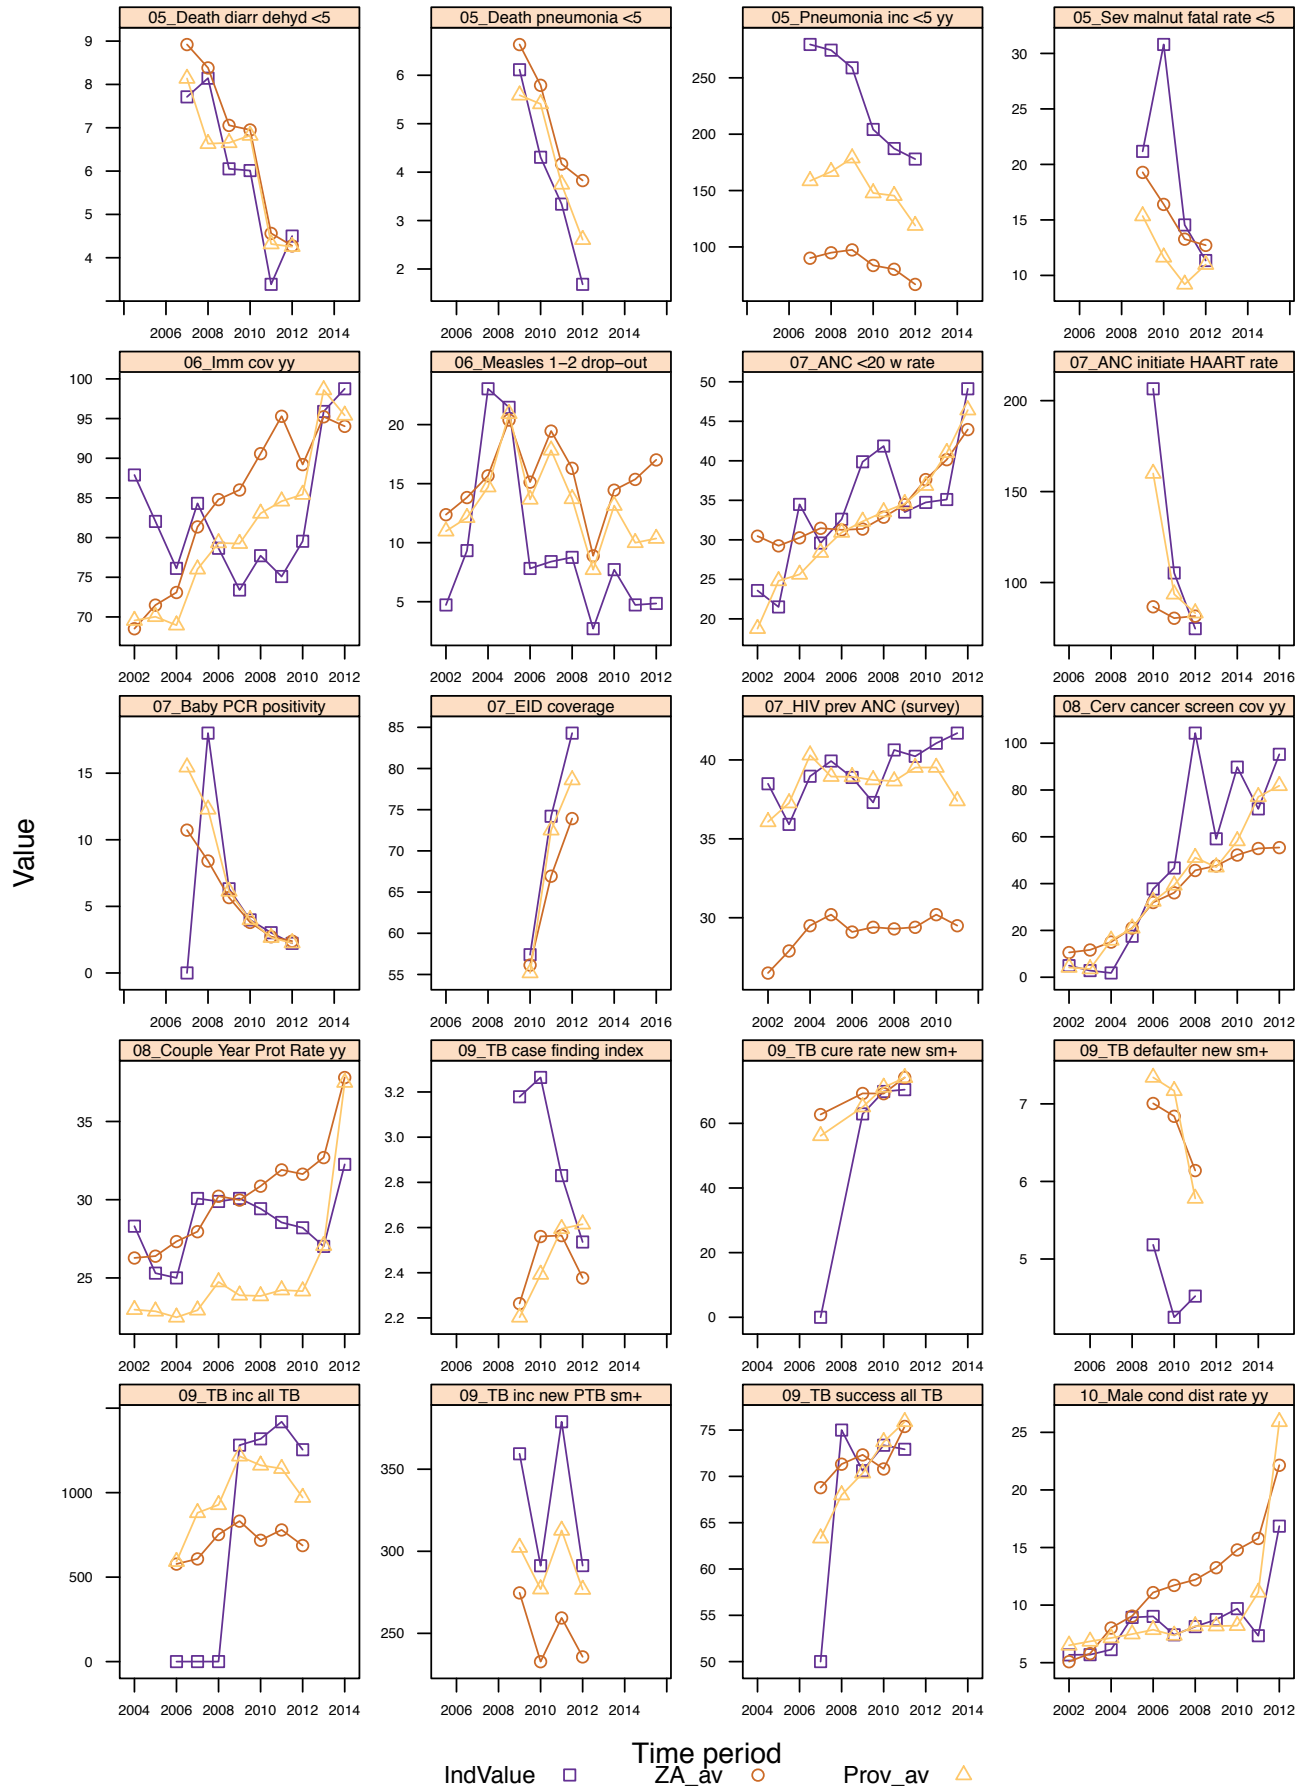 05_Death diarr dehyd <5
05_Death pneumonia <5
05_Pneumonia inc <5 yy
05_Sev malnut fatal rate <5
9
8
7
6
5
4
6
5
4
3
2
250
200
150
100
30
25
20
15
10
2006 2008 2010 2012 2014
2006 2008 2010 2012 2014
2006 2008 2010 2012 2014
2006 2008 2010 2012 2014
06_Imm cov yy
06_Measles 1−2 drop−out
07_ANC <20 w rate
07_ANC initiate HAART rate
100
95
90
85
80
75
70
20
15
10
5
50
45
40
35
30
25
20
200
150
100
2002 2004 2006 2008 2010 2012
2002 2004 2006 2008 2010 2012
2002 2004 2006 2008 2010 2012
2006 2008 2010 2012 2014 2016
Value
07_Baby PCR positivity
07_EID coverage
07_HIV prev ANC (survey)
08_Cerv cancer screen cov yy
15
10
5
0
85
80
75
70
65
60
55
40
35
30
100
80
60
40
20
0
2006 2008 2010 2012 2014
2006 2008 2010 2012 2014 2016
2002 2004 2006 2008 2010
2002 2004 2006 2008 2010 2012
08_Couple Year Prot Rate yy
09_TB case finding index
09_TB cure rate new sm+
09_TB defaulter new sm+
35
30
25
3.2
3.0
2.8
2.6
2.4
2.2
60
40
20
0
7
6
5
2002 2004 2006 2008 2010 2012
2006 2008 2010 2012 2014
2004 2006 2008 2010 2012 2014
2006 2008 2010 2012 2014
09_TB inc all TB
09_TB inc new PTB sm+
09_TB success all TB
10_Male cond dist rate yy
1000
500
0
350
300
250
75
70
65
60
55
50
25
20
15
10
5
2004 2006 2008 2010 2012 2014
2006 2008 2010 2012 2014
2004 2006 2008 2010 2012 2014
2002 2004 2006 2008 2010 2012
Time period
IndValue ZA_av Prov_av